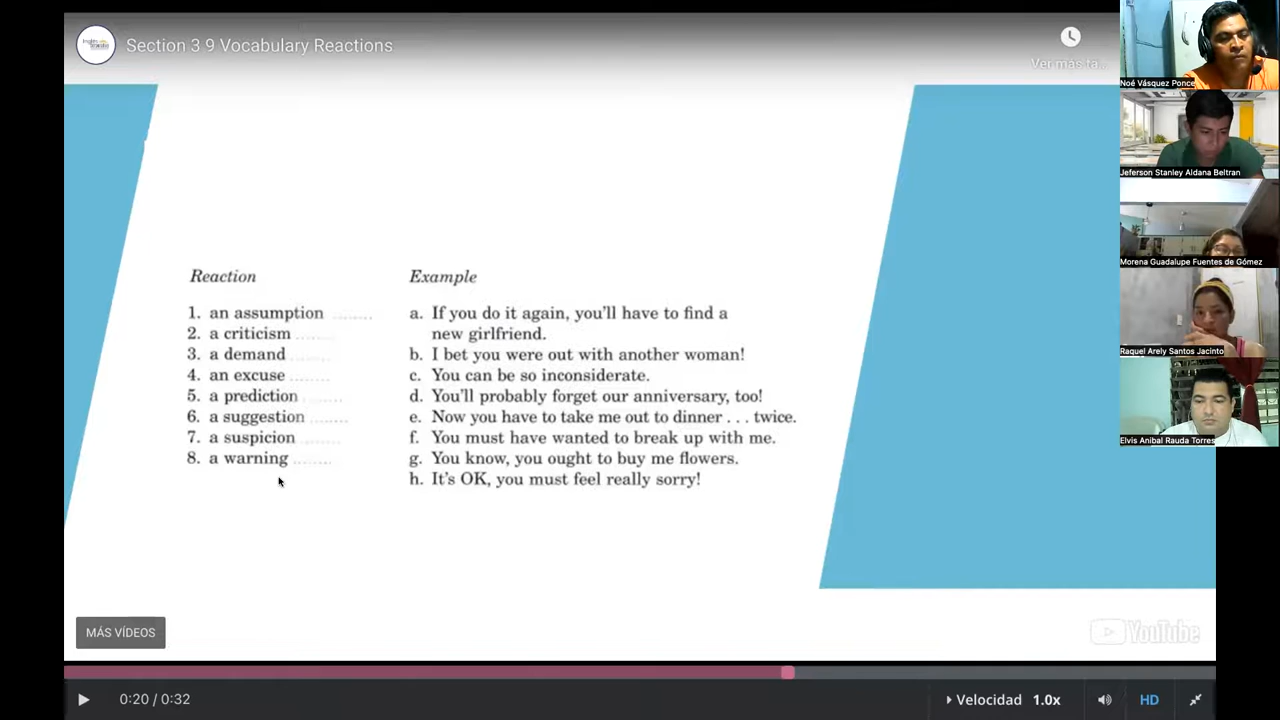 Section 3 9 Vocabulary Reactions
Ver más ta...
Noé Vásquez Ponce
Jeferson Stanley Aldana Beltran
Morena Guadalupe Fuentes de Gómez
Raquel Arely Santos Jacinto
Elvis Anibal Rauda Torres
Reaction
1. an assumption ........
2. a criticism ........
3. a demand ........
4. an excuse ........
5. a prediction ........
6. a suggestion ........
7. a suspicion ........
8. a warning ........
Example
a. If you do it again, you'll have to find a
new girlfriend.
b. I bet you were out with another woman!
c. You can be so inconsiderate.
d. You'll probably forget our anniversary, too!
e. Now you have to take me out to dinner . . . twice.
f. You must have wanted to break up with me.
g. You know, you ought to buy me flowers.
h. It's OK, you must feel really sorry!
MÁS VÍDEOS
YouTube
0:20 / 0:32
Velocidad 1.0x
HD